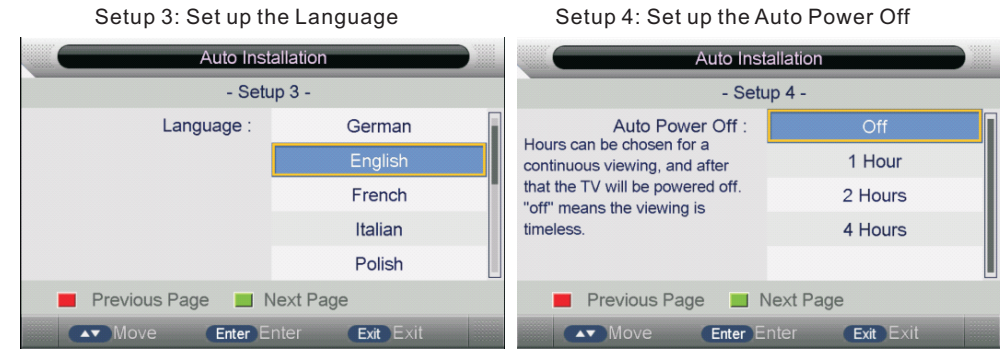 Setup 3: Set up the Language
Auto Installation
- Setup 3 -
Language :
German
English
French
Italian
Polish
Previous Page
Next Page
Move
Enter Enter
Exit Exit
Setup 4: Set up the Auto Power Off
Auto Installation
- Setup 4 -
Auto Power Off :
Hours can be chosen for a
continuous viewing, and after
that the TV will be powered off.
"off" means the viewing is
timeless.
Off
1 Hour
2 Hours
4 Hours
Previous Page
Next Page
Move
Enter Enter
Exit Exit